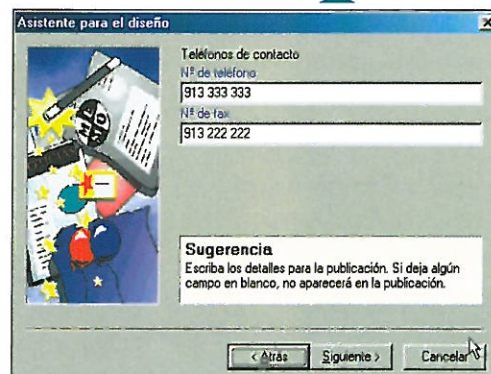 Asistente para el diseño
Teléfonos de contacto
Nº de teléfono
913 333 333
Nº de fax
913 222 222
Sugerencia
Escriba los detalles para la publicación. Si deja algún
campo en blanco, no aparecerá en la publicación.
< Atrás
Siguiente >
Cancelar